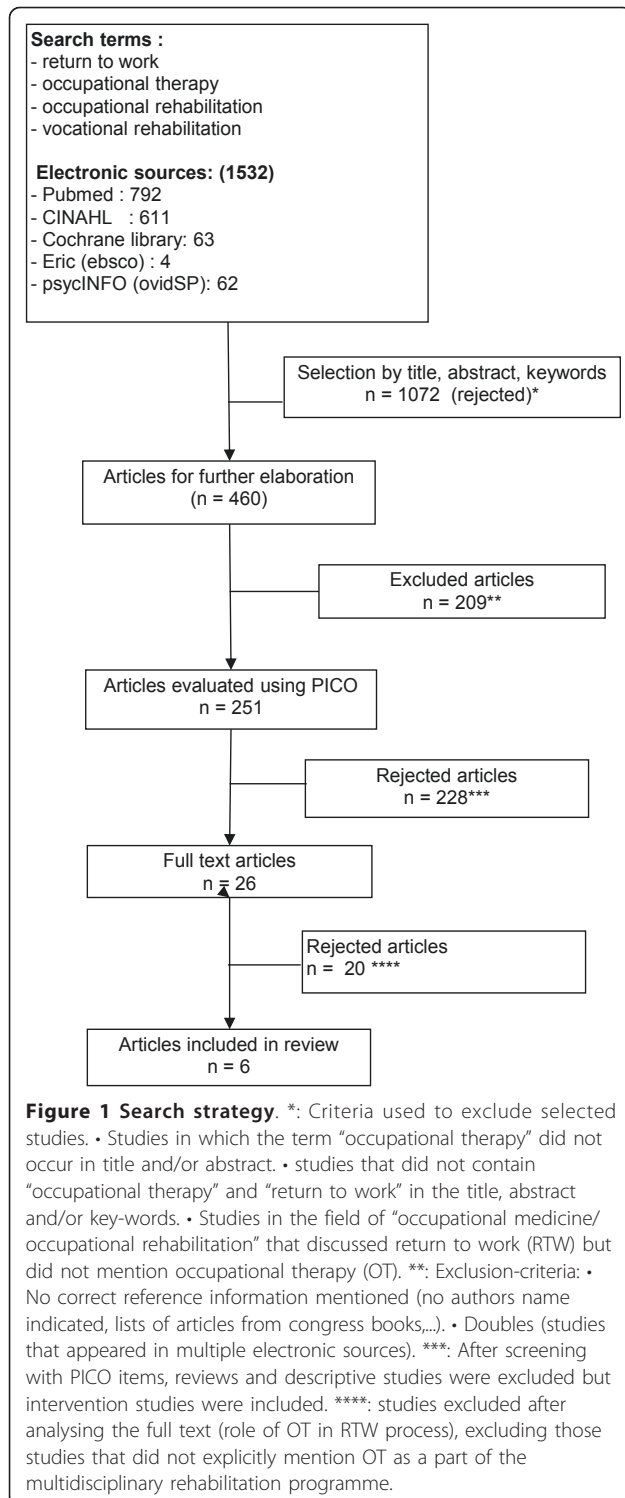 Search terms :
- return to work
- occupational therapy
- occupational rehabilitation
- vocational rehabilitation
Electronic sources: (1532)
- Pubmed : 792
- CINAHL : 611
- Cochrane library: 63
- Eric (ebsco) : 4
- psycINFO (ovidSP): 62
Selection by title, abstract, keywords
n = 1072 (rejected)*
Articles for further elaboration
(n = 460)
Excluded articles
n = 209**
Articles evaluated using PICO
n = 251
Rejected articles
n = 228***
Full text articles
n = 26
Rejected articles
n = 20 ****
Articles included in review
n = 6
Figure 1 Search strategy. *: Criteria used to exclude selected
studies. • Studies in which the term “occupational therapy” did not
occur in title and/or abstract. • studies that did not contain
“occupational therapy” and “return to work” in the title, abstract
and/or key-words. • Studies in the field of “occupational medicine/
occupational rehabilitation” that discussed return to work (RTW) but
did not mention occupational therapy (OT). **: Exclusion-criteria: •
No correct reference information mentioned (no authors name
indicated, lists of articles from congress books,...). • Doubles (studies
that appeared in multiple electronic sources). ***: After screening
with PICO items, reviews and descriptive studies were excluded but
intervention studies were included. ****: studies excluded after
analysing the full text (role of OT in RTW process), excluding those
studies that did not explicitly mention OT as a part of the
multidisciplinary rehabilitation programme.